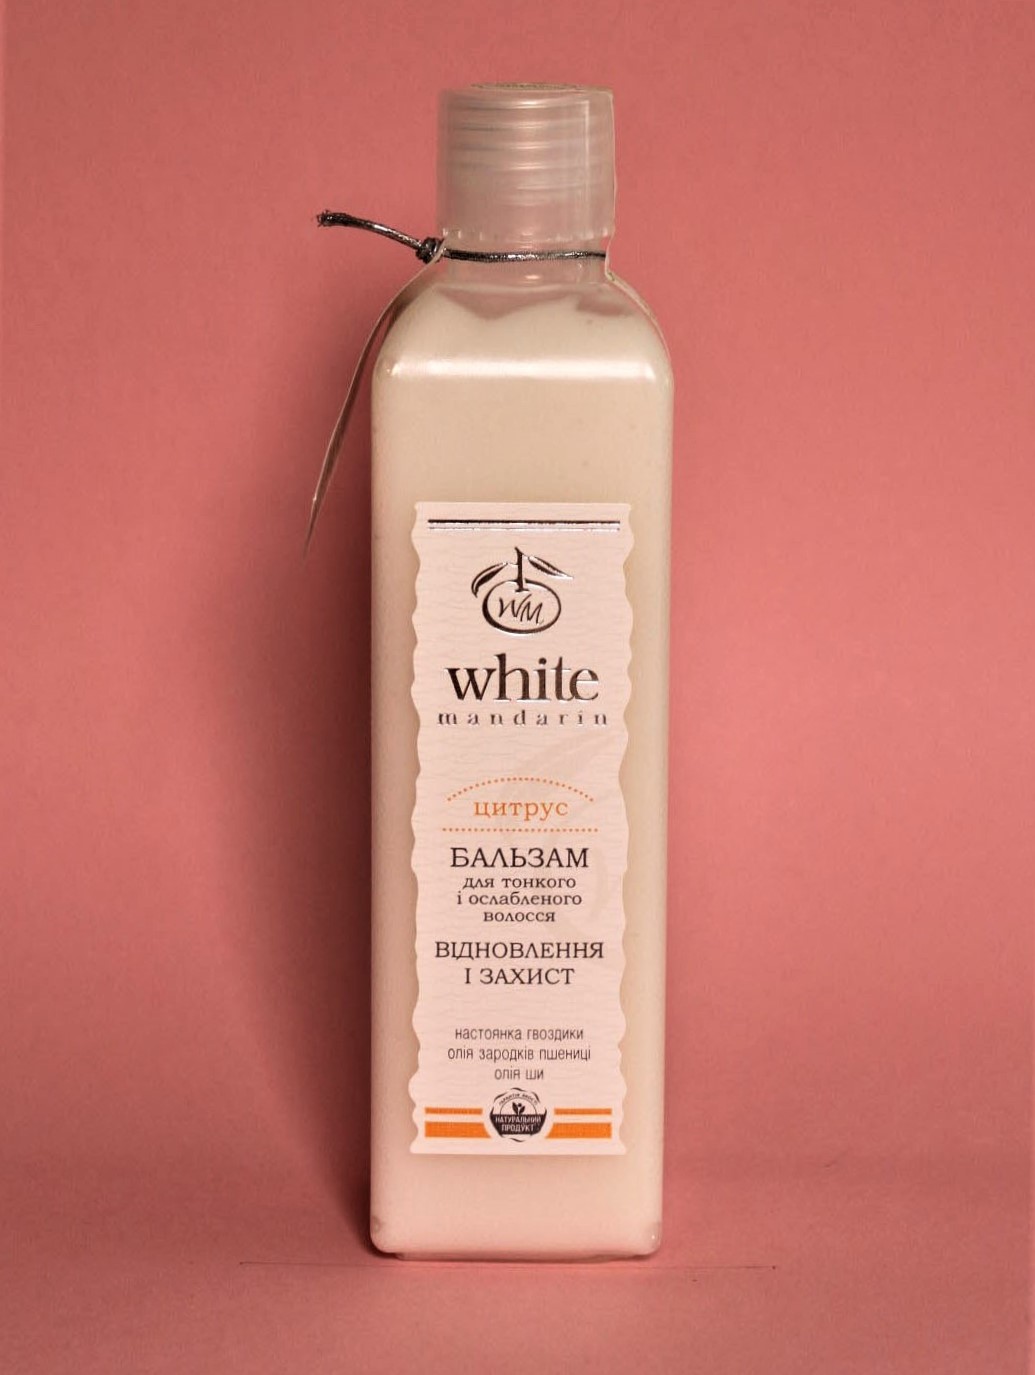 WM
white
mandarin
цитрус
БАЛЬЗАМ
для тонкого
і ослабленого
волосся
ВІДНОВЛЕННЯ
І ЗАХИСТ
настоянка гвоздики
олія зародків пшениці
олія ши
НАТУРАЛЬНИЙ
ПРОДУКТ